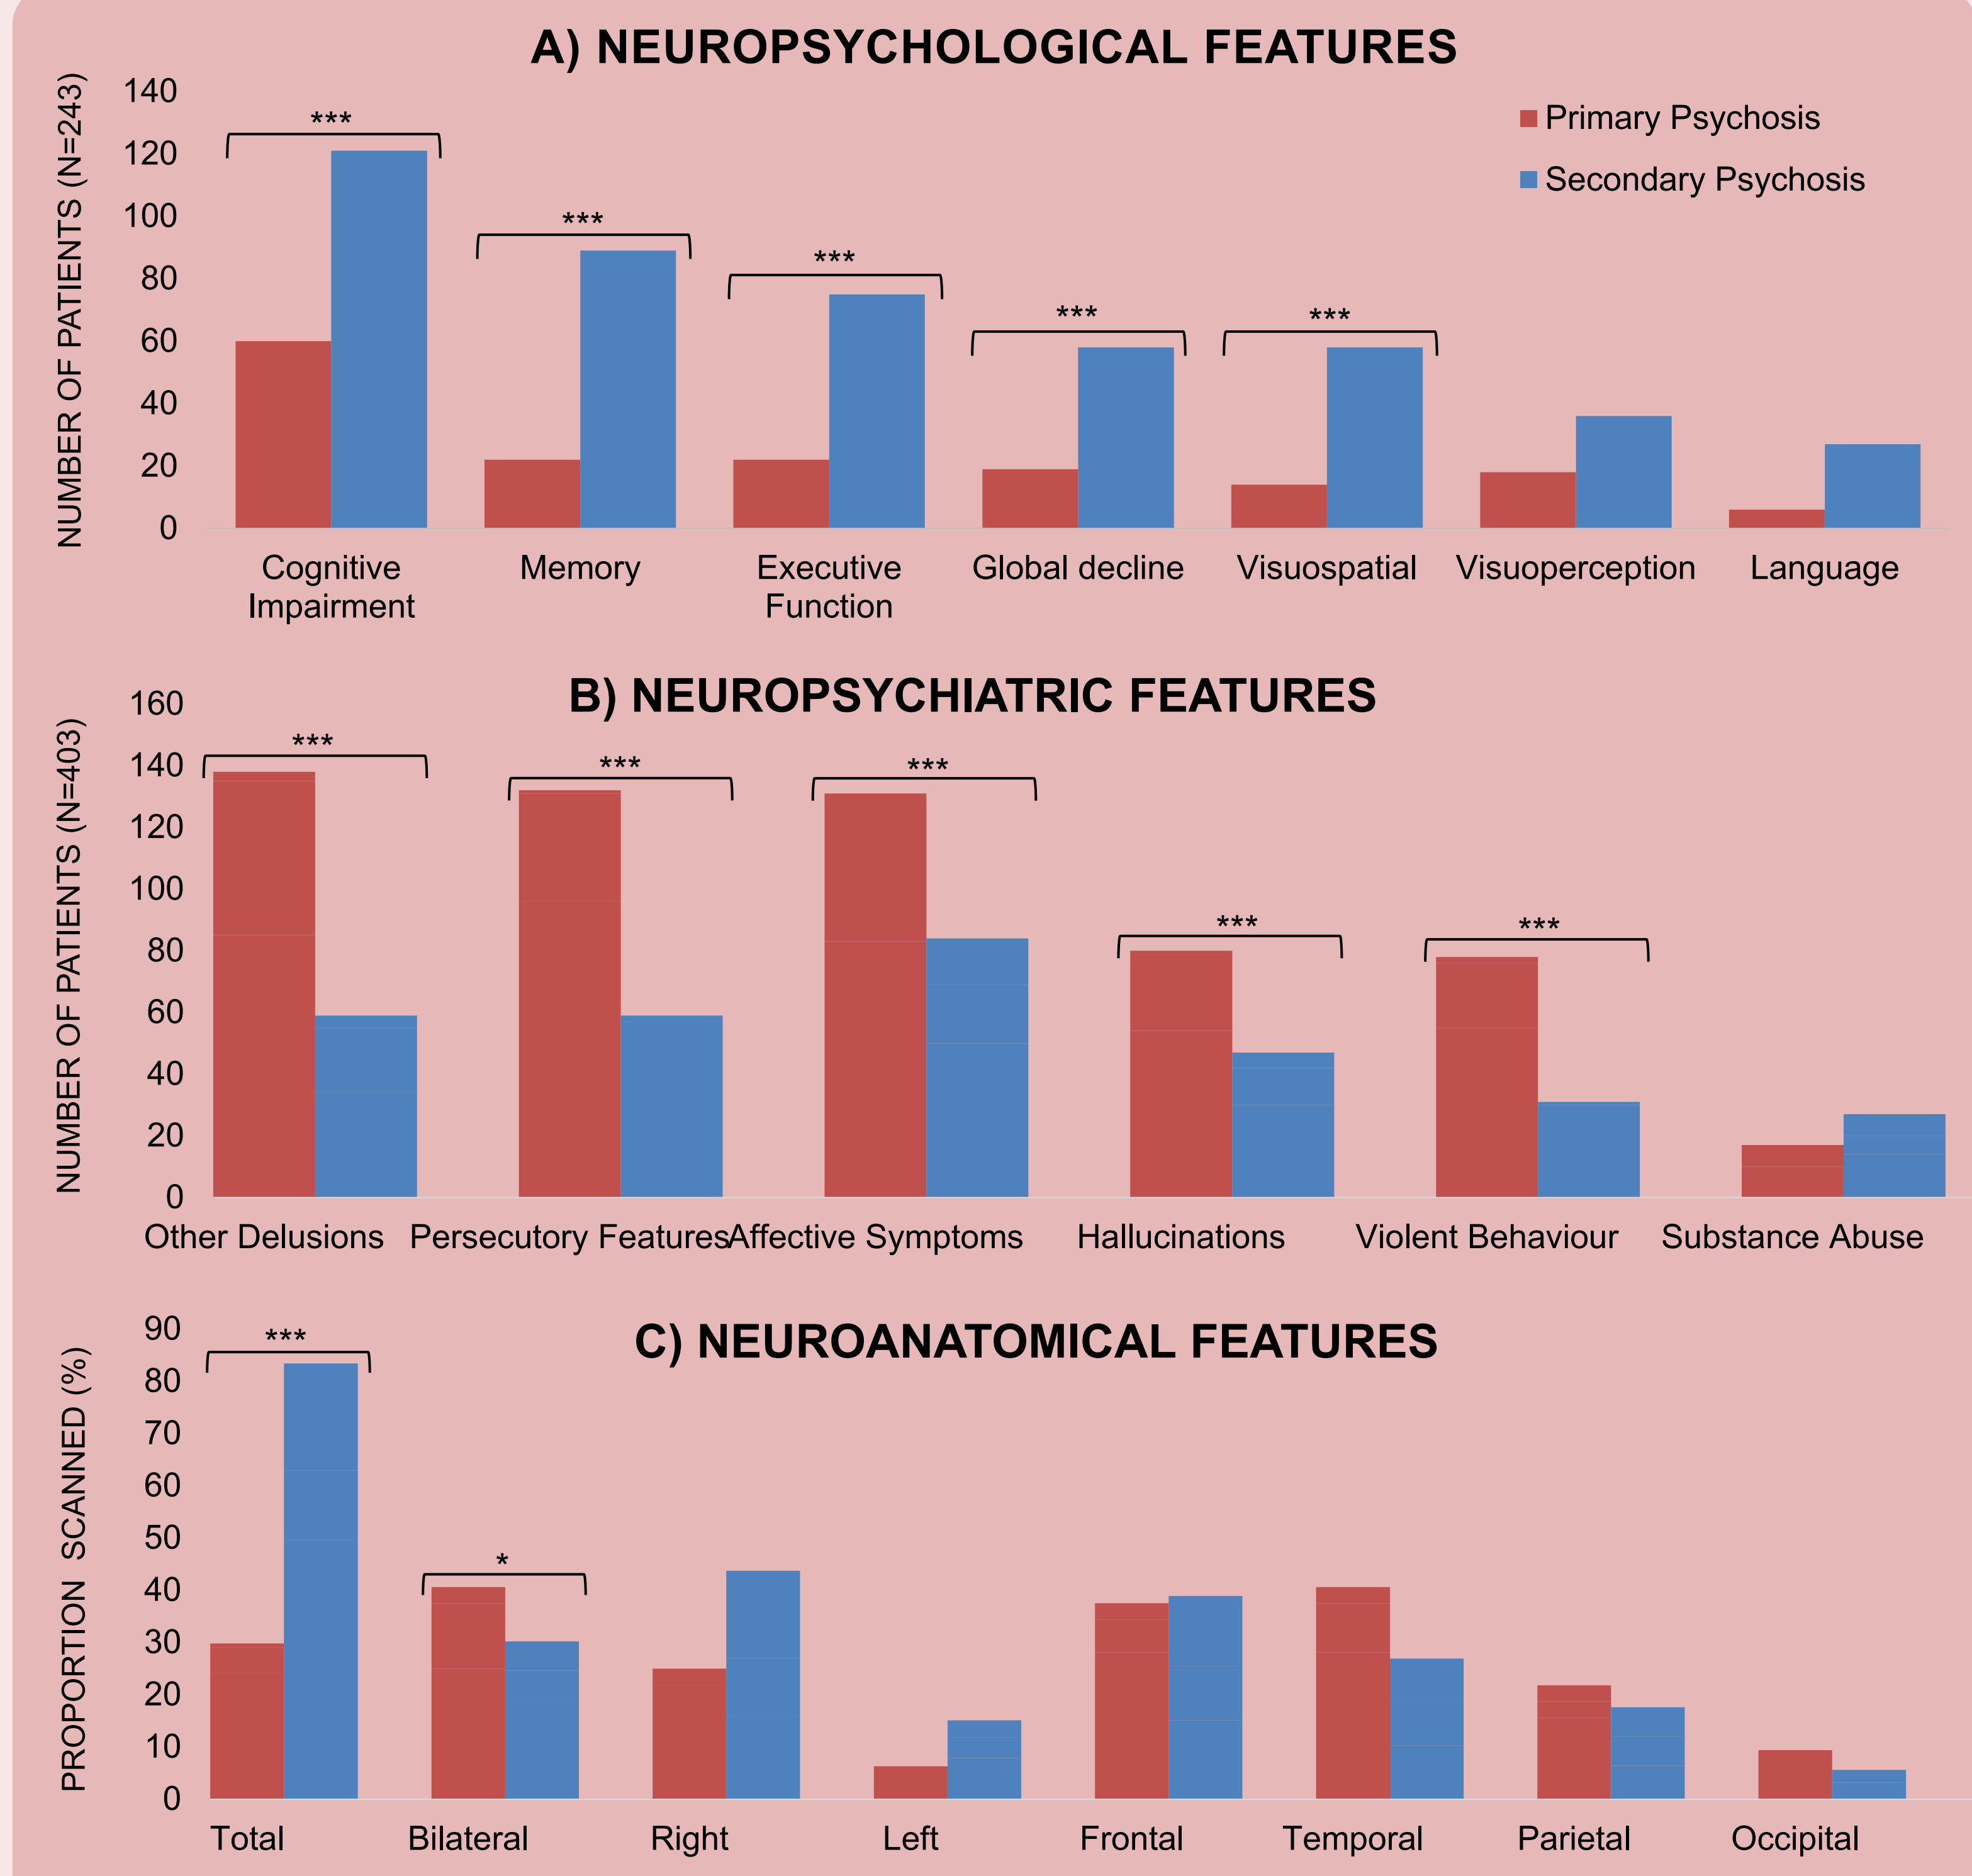 A) NEUROPSYCHOLOGICAL FEATURES
NUMBER OF PATIENTS (N=243)
140
120
100
80
60
40
20
0
Primary Psychosis
Secondary Psychosis
***
***
***
***
***
Cognitive Impairment
Memory
Executive Function
Global decline
Visuospatial
Visuoperception
Language
B) NEUROPSYCHIATRIC FEATURES
NUMBER OF PATIENTS (N=403)
160
140
120
100
80
60
40
20
0
***
***
***
***
***
Other Delusions
Persecutory Features
Affective Symptoms
Hallucinations
Violent Behaviour
Substance Abuse
C) NEUROANATOMICAL FEATURES
PROPORTION SCANNED (%)
90
80
70
60
50
40
30
20
10
0
***
*
Total
Bilateral
Right
Left
Frontal
Temporal
Parietal
Occipital